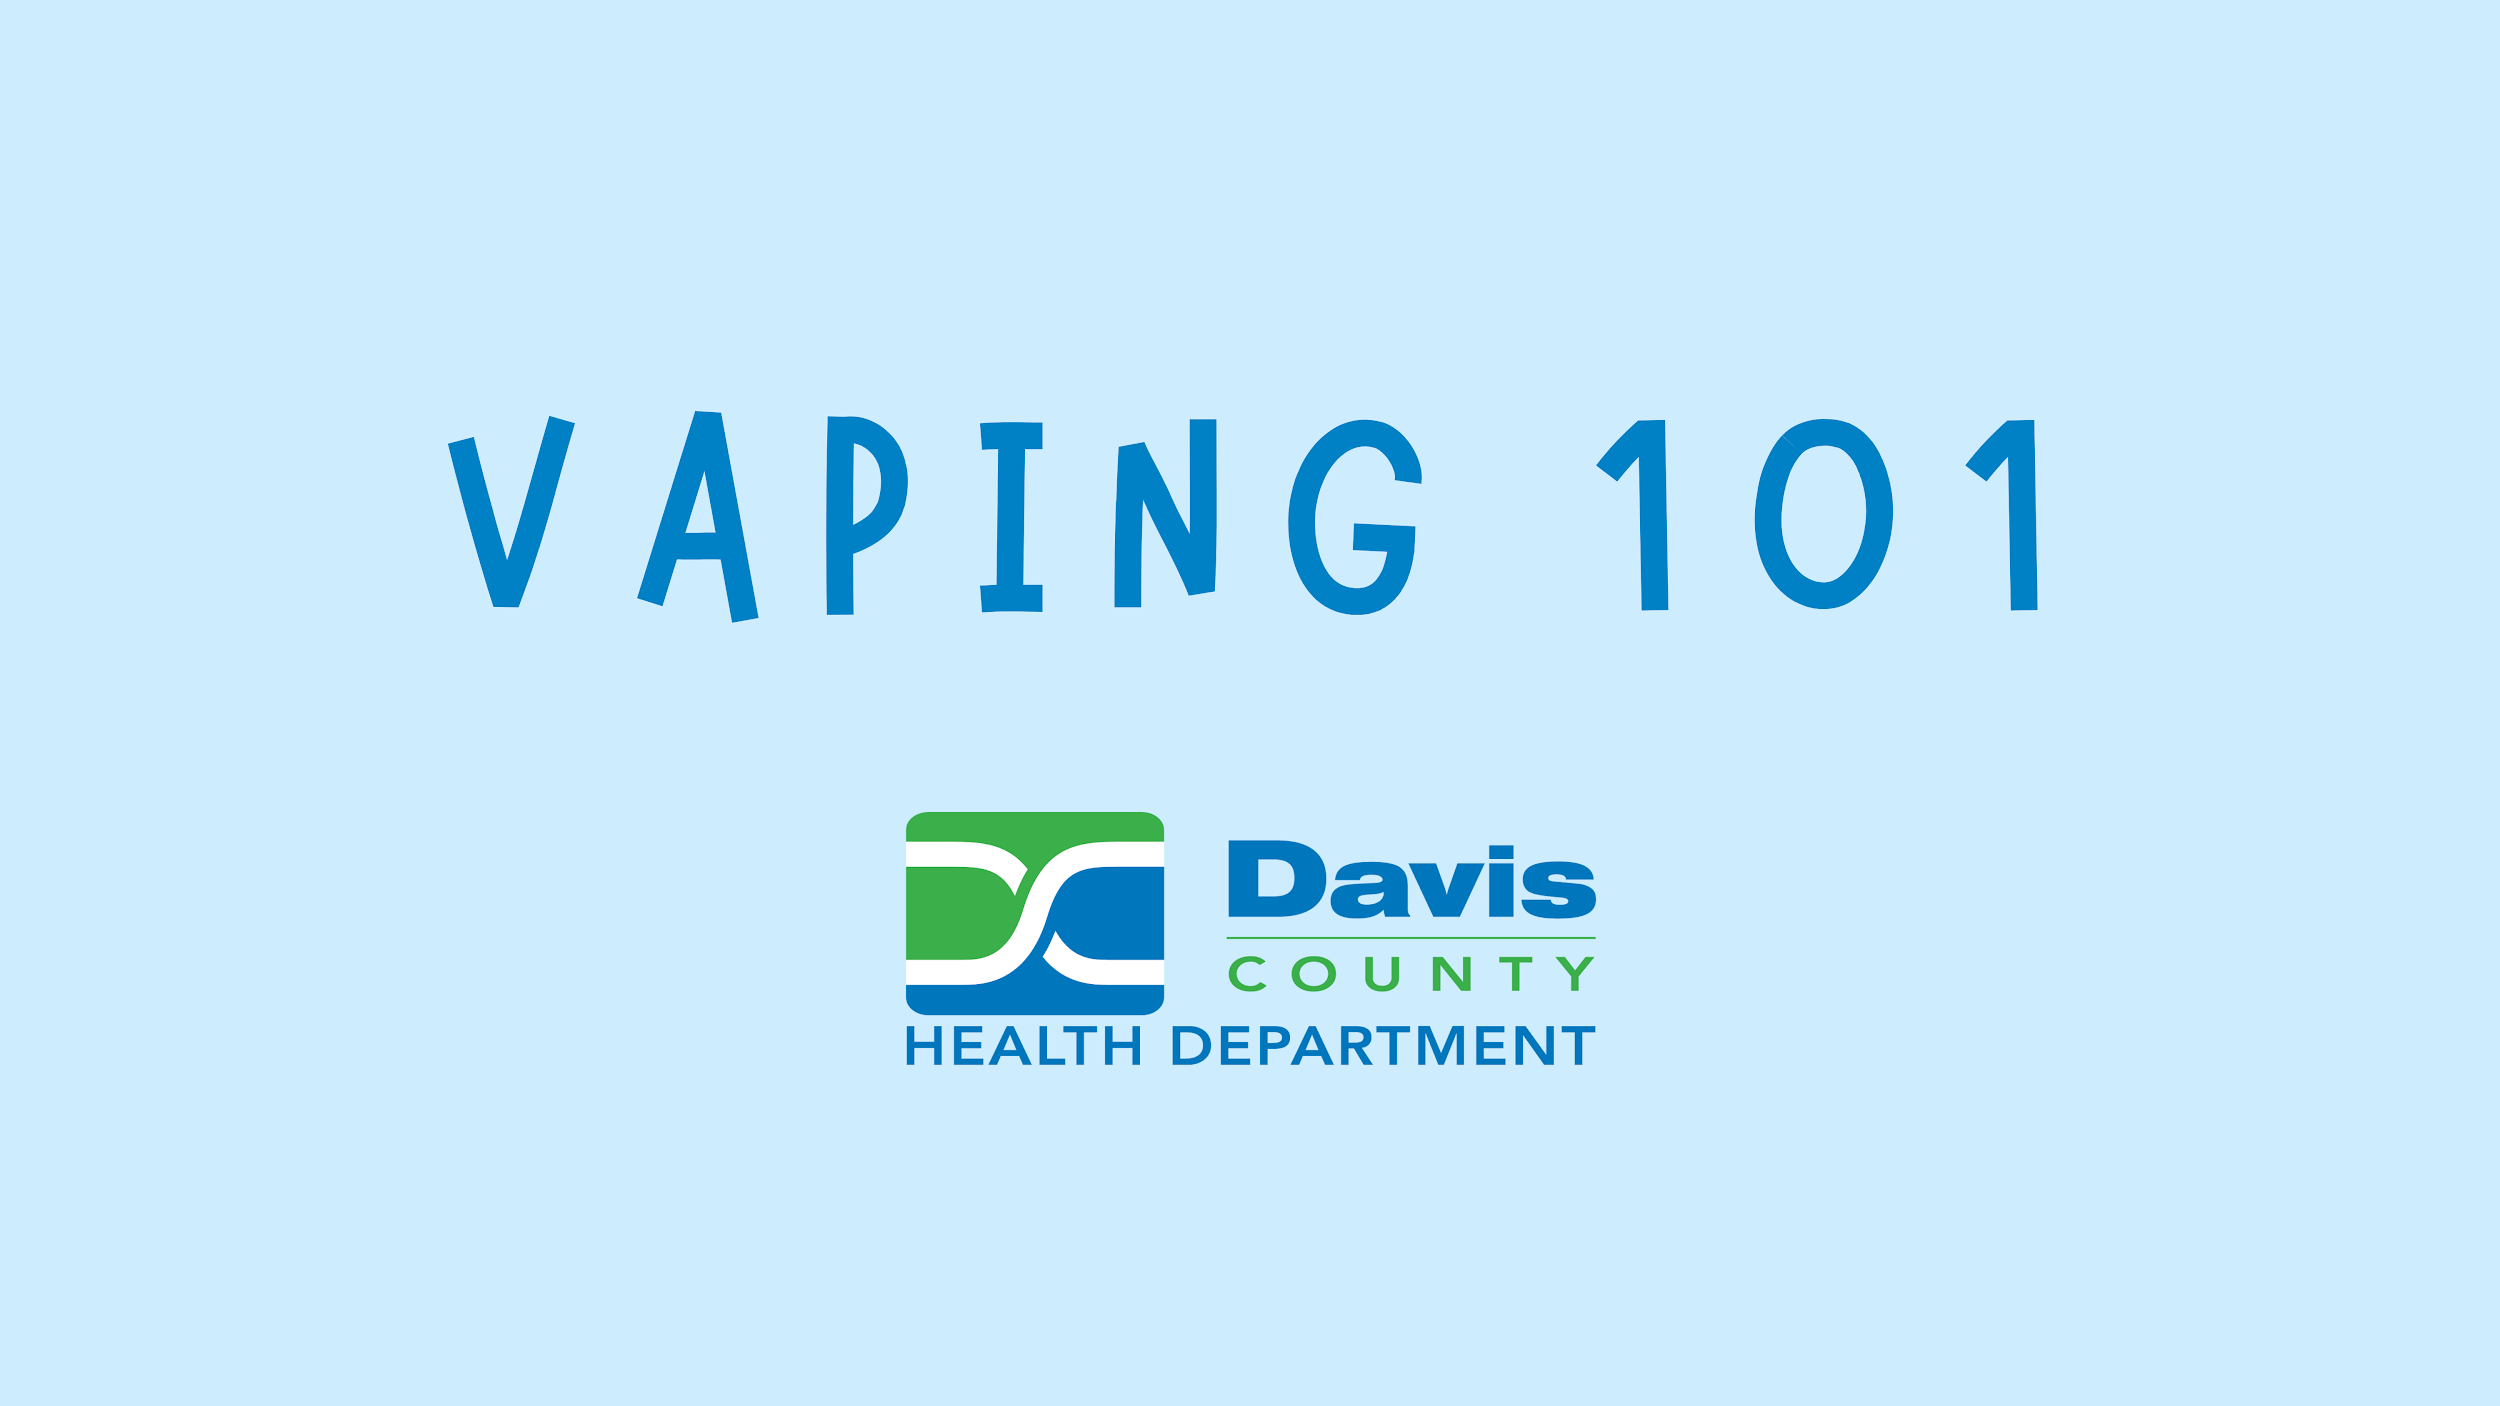 VAPING 101
Davis
COUNTY
HEALTH DEPARTMENT